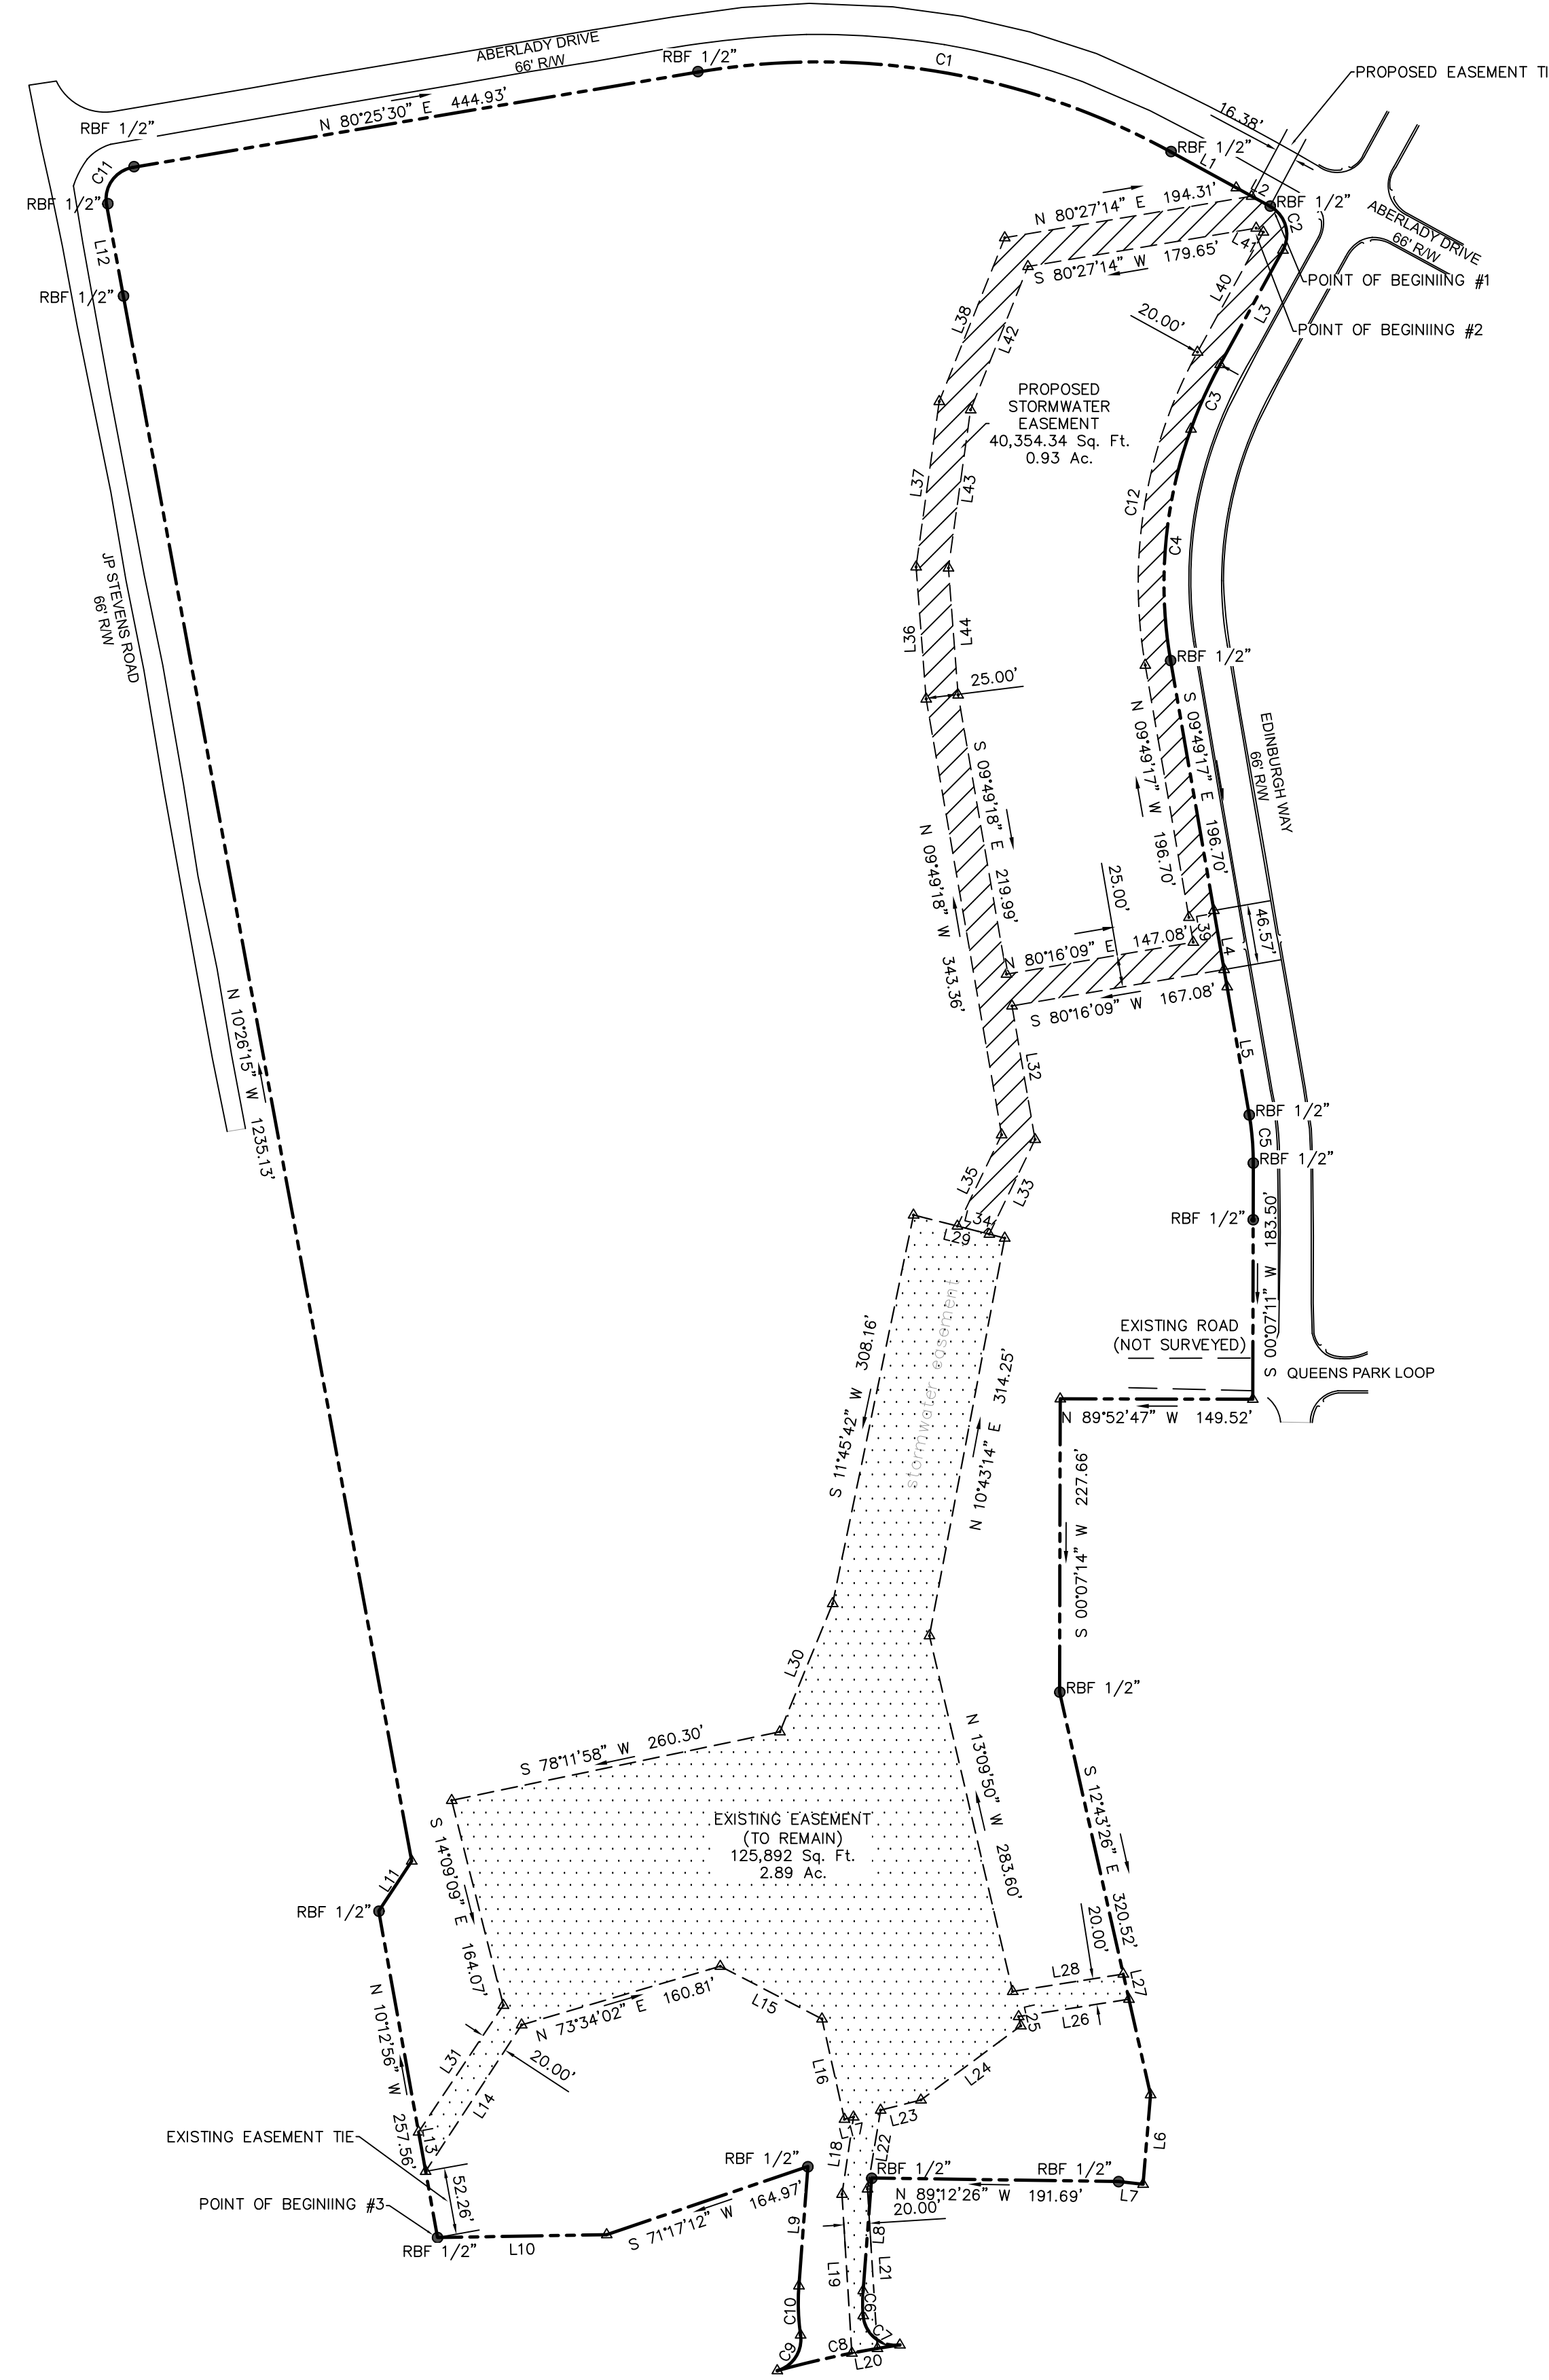 ABERLADY DRIVE
66' R/W
RBF 1/2"
C1
PROPOSED EASEMENT TI
N 80°25'30" E 444.93'
RBF 1/2"
16.38'
RBF 1/2"
L1
L2
C11
RBF 1/2"
RBF 1/2"
C2
ABERLADY DRIVE
66' R/W
N 80°27'14" E 194.31'
L41
S 80°27'14" W 179.65'
L12
RBF 1/2"
L40
L3
POINT OF BEGINIING #1
POINT OF BEGINIING #2
20.00'
L38
L42
PROPOSED
STORMWATER
EASEMENT
40,354.34 Sq. Ft.
0.93 Ac.
C3
L37
L43
C12
C4
JP STEVENS ROAD
66' R/W
L36
L44
RBF 1/2"
25.00'
N 09°49'17" W 196.70'
S 09°49'17" E 196.70'
EDINBURGH WAY
66' R/W
S 09°49'18" E 219.99'
N 09°49'18" W 343.36'
25.00'
L39
46.57'
L4
N 80°16'09" E 147.08'
S 80°16'09" W 167.08'
L32
L5
N 10°26'15" W 1235.13'
RBF 1/2"
C5
RBF 1/2"
L35
L33
L34
L29
RBF 1/2"
S 00°07'11" W 183.50'
stormwater easement
EXISTING ROAD
(NOT SURVEYED)
QUEENS PARK LOOP
N 89°52'47" W 149.52'
S 11°45'42" W 308.16'
N 10°43'14" E 314.25'
S 00°07'14" W 227.66'
L30
RBF 1/2"
S 78°11'58" W 260.30'
N 13°09'50" W 283.60'
S 12°43'26" E 320.52'
EXISTING EASEMENT
(TO REMAIN)
125,892 Sq. Ft.
2.89 Ac.
S 14°09'09" E 164.07'
L11
RBF 1/2"
20.00'
L28
L27
L15
N 73°34'02" E 160.81'
L25
L26
N 10°12'56" W 257.56'
L31
20.00'
L14
L16
L24
L23
L17
L13
EXISTING EASEMENT TIE
L18
L22
L6
RBF 1/2"
RBF 1/2"
RBF 1/2"
52.26'
N 89°12'26" W 191.69'
L7
POINT OF BEGINIING #3
S 71°17'12" W 164.97'
20.00'
L9
L8
RBF 1/2"
L10
L19
L21
C10
C6
C9
C8
C7
L20